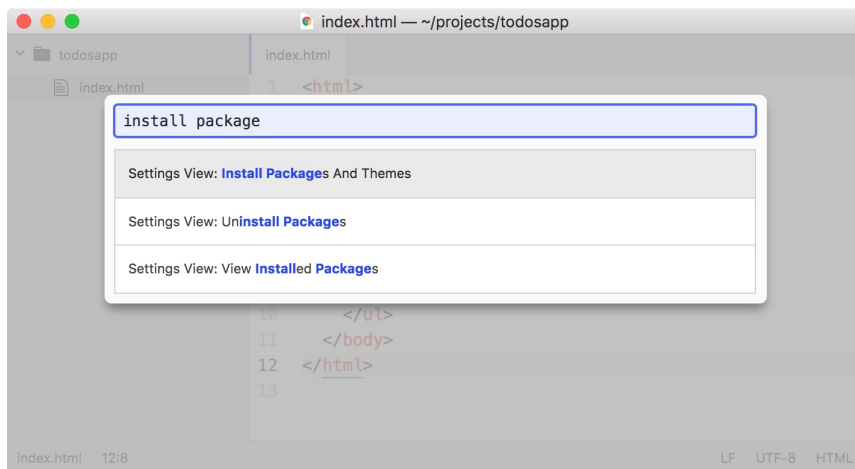 index.html — ~/projects/todosapp
todosapp
index.html
index.html
1 <html>
install package
Settings View: Install Packages And Themes
Settings View: Uninstall Packages
Settings View: View Installed Packages
10 </ul>
11 </body>
12 </html>
13
index.html 12:8 LF UTF-8 HTML